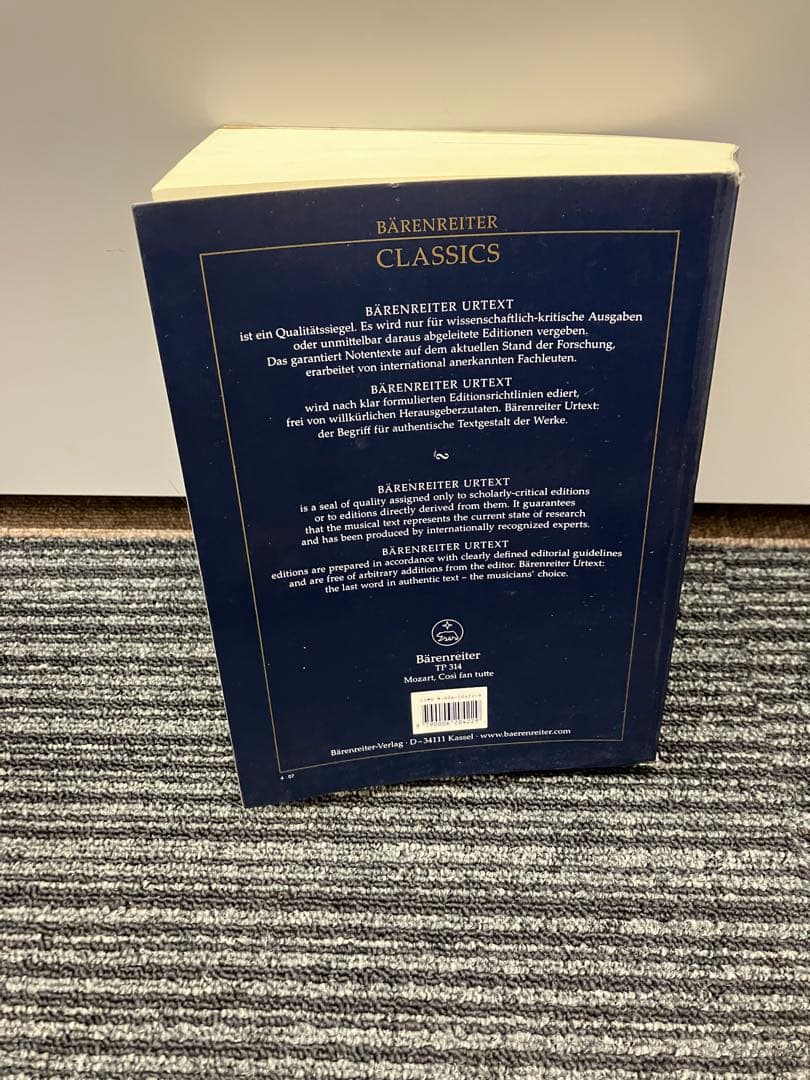 BÄRENREITER
CLASSICS
BÄRENREITER URTEXT
ist ein Qualitätssiegel. Es wird nur für wissenschaftlich-kritische Ausgaben
oder unmittelbar daraus abgeleitete Editionen vergeben.
Das garantiert Notentexte auf dem aktuellen Stand der Forschung,
erarbeitet von international anerkannten Fachleuten.
BÄRENREITER URTEXT
wird nach klar formulierten Editionsrichtlinien ediert,
frei von willkürlichen Herausgeberzutaten. Bärenreiter Urtext:
der Begriff für authentische Textgestalt der Werke.
BÄRENREITER URTEXT
is a seal of quality assigned only to scholarly-critical editions
or to editions directly derived from them. It guarantees
that the musical text represents the current state of research
and has been produced by internationally recognized experts.
BÄRENREITER URTEXT
editions are prepared in accordance with clearly defined editorial guidelines
and are free of arbitrary additions from the editor. Bärenreiter Urtext:
the last word in authentic text – the musicians' choice.
Bärenreiter
TP 314
Mozart, Così fan tutte
Bärenreiter-Verlag · D–34111 Kassel · www.baerenreiter.com